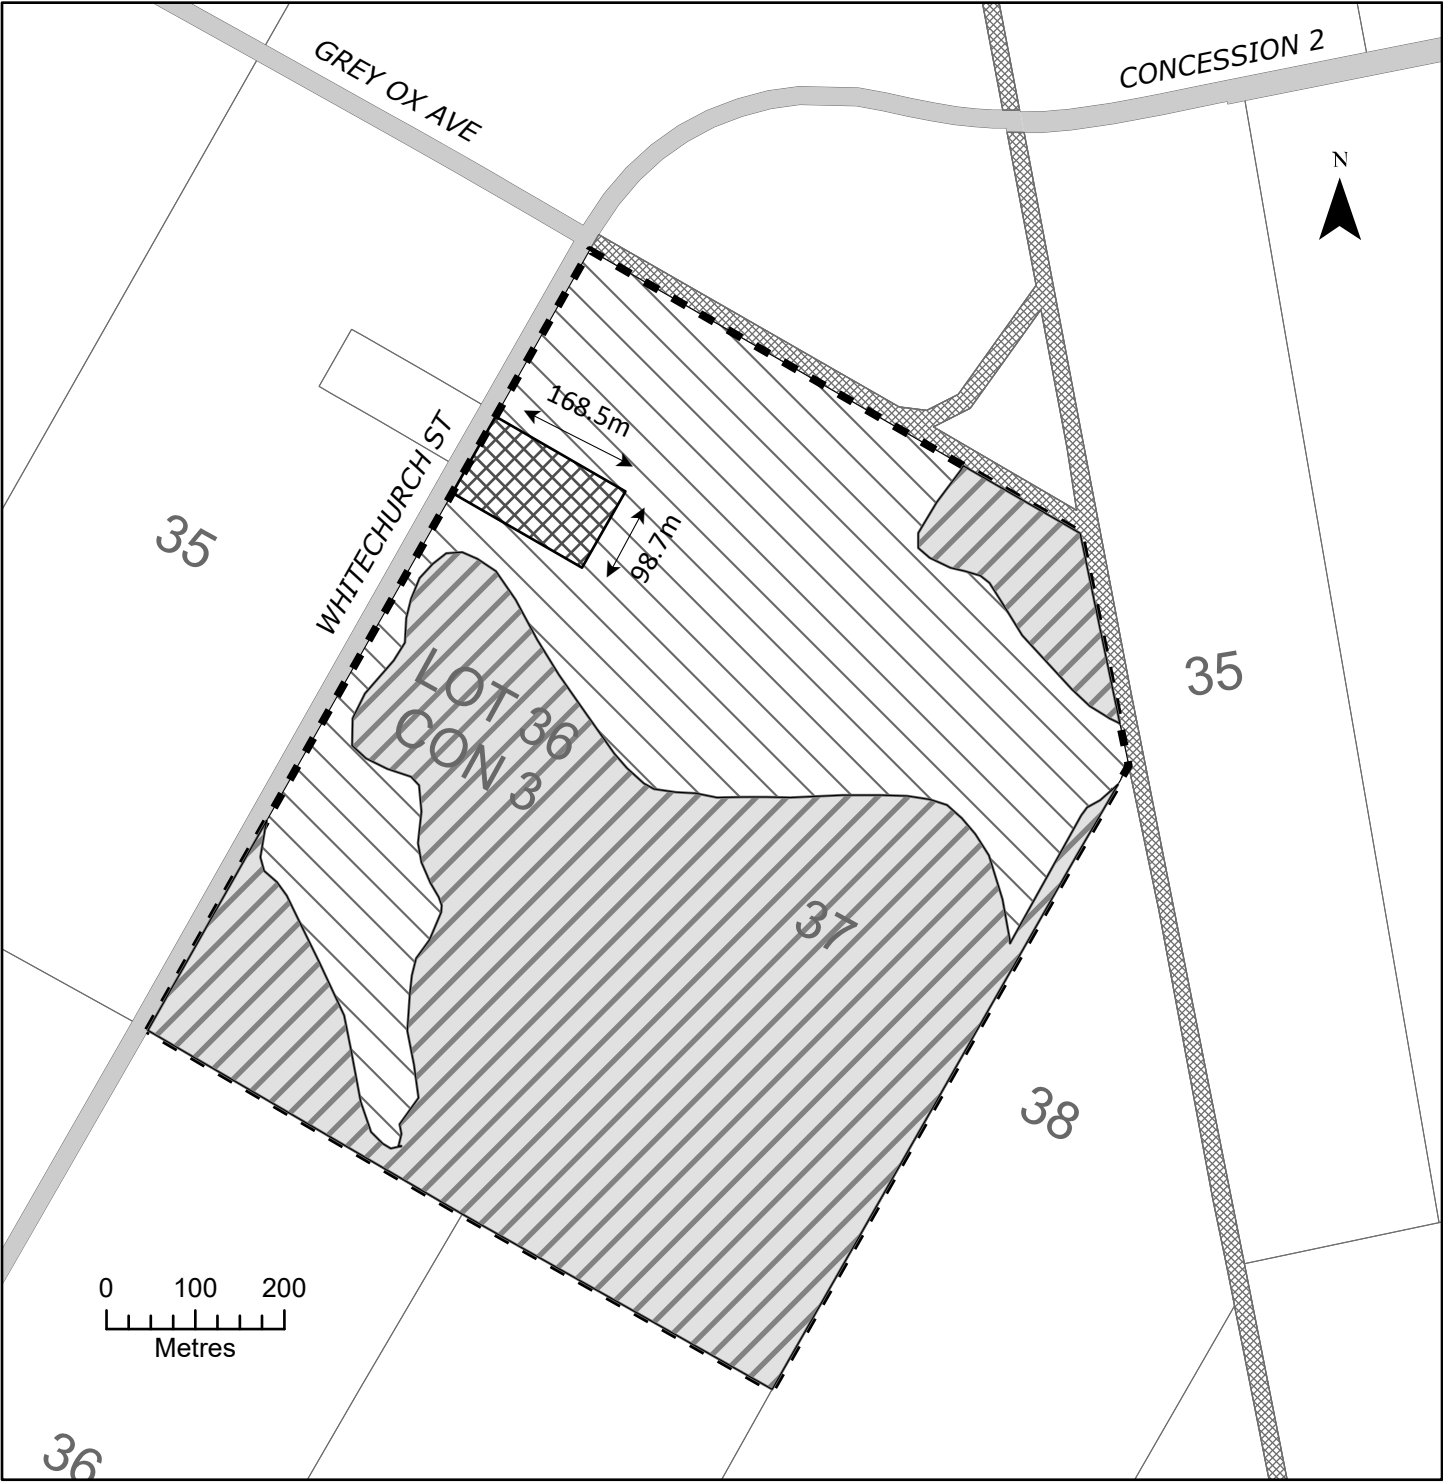 GREY OX AVE
CONCESSION 2
N
168.5m
98.7m
WHITECHURCH ST
35
LOT 36
CON 3
35
37
38
0 100 200
Metres
36